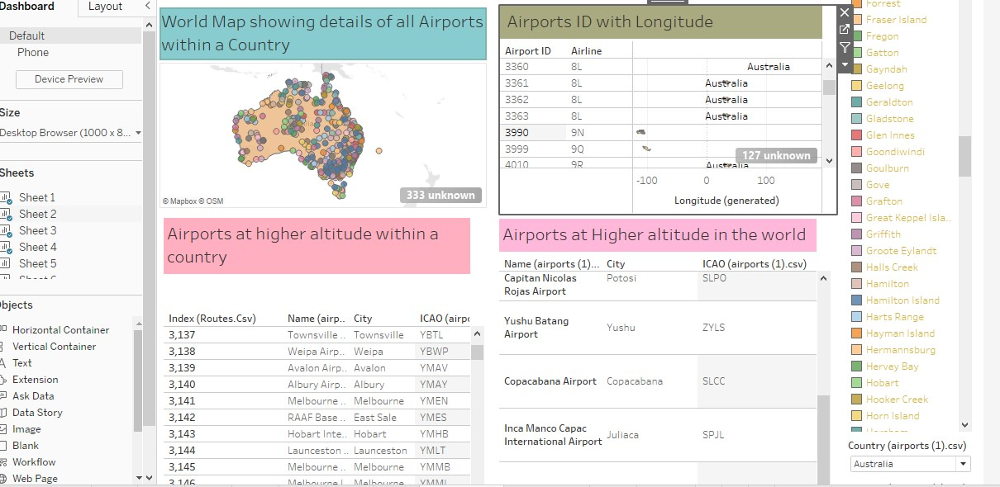 Dashboard
Layout
Default
Phone
Device Preview
Size
Desktop Browser (1000 x 8...
Sheets
Sheet 1
Sheet 2
Sheet 3
Sheet 4
Sheet 5
Objects
Horizontal Container
Vertical Container
Text
Extension
Ask Data
Data Story
Image
Blank
Workflow
Web Page
World Map showing details of all Airports
within a Country
© Mapbox © OSM
333 unknown
Airports ID with Longitude
Airport ID Airline
3360 8L Australia
3361 8L Australia
3362 8L Australia
3363 8L Australia
3990 9N
3999 9Q
127 unknown
4010 9R Australia
-100 0 100
Longitude (generated)
Airports at higher altitude within a
country
Index (Routes.Csv) Name (airp.. City ICAO (airpo
3,137 Townsville .. Townsville YBTL
3,138 Weipa Airp.. Weipa YBWP
3,139 Avalon Airp.. Avalon YMAV
3,140 Albury Airp.. Albury YMAY
3,141 Melbourne .. Melbourne YMEN
3,142 RAAF Base .. East Sale YMES
3,143 Hobart Inte.. Hobart YMHB
3,144 Launceston .. Launceston YMLT
3,145 Melbourne .. Melbourne YMMB
3,146 Melbourne I.. Melbourne YMML
Airports at Higher altitude in the world
Name (airports (1)... City ICAO (airports (1).csv)
Capitan Nicolas
Rojas Airport
Potosi SLPO
Yushu Batang
Airport
Yushu ZYLS
Copacabana Airport Copacabana SLCC
Inca Manco Capac
International Airport
Juliaca SPJL
Forrest
Fraser Island
Fregon
Gatton
Gayndah
Geelong
Geraldton
Gladstone
Glen Innes
Goondiwindi
Goulburn
Gove
Grafton
Great Keppel Isla..
Griffith
Groote Eylandt
Halls Creek
Hamilton
Hamilton Island
Harts Range
Hayman Island
Hermannsburg
Hervey Bay
Hobart
Hooker Creek
Horn Island
Horsham
Country (airports (1).csv)
Australia